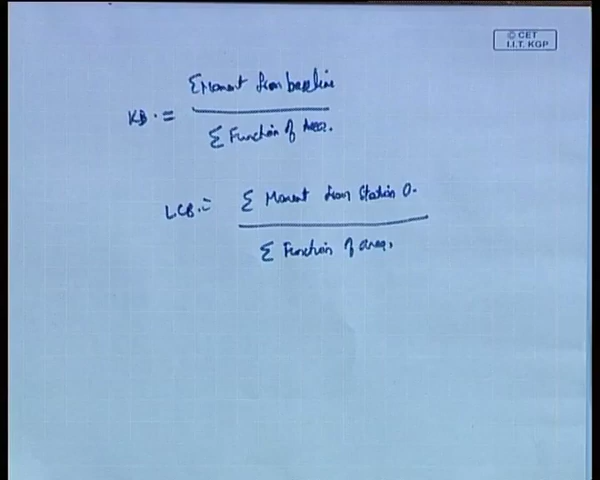 © CET
I.I.T. KGP
KB. = Σ Moment from baseline
Σ Function of Area.
LCB. = Σ Moment from Station 0.
Σ Function of area.